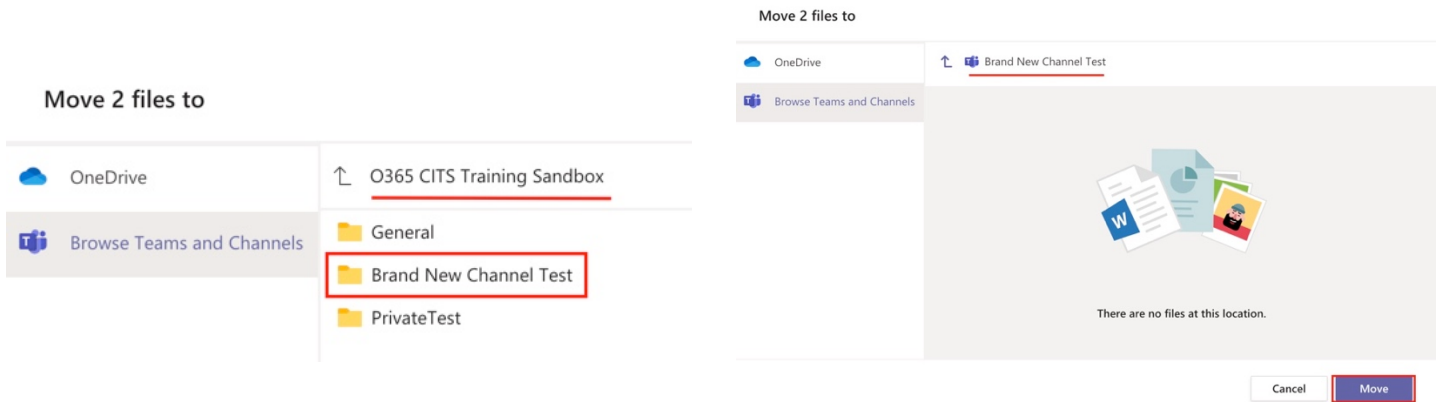 Move 2 files to
OneDrive
Browse Teams and Channels
O365 CITS Training Sandbox
General
Brand New Channel Test
PrivateTest
Move 2 files to
OneDrive
Browse Teams and Channels
Brand New Channel Test
W
There are no files at this location.
Cancel
Move